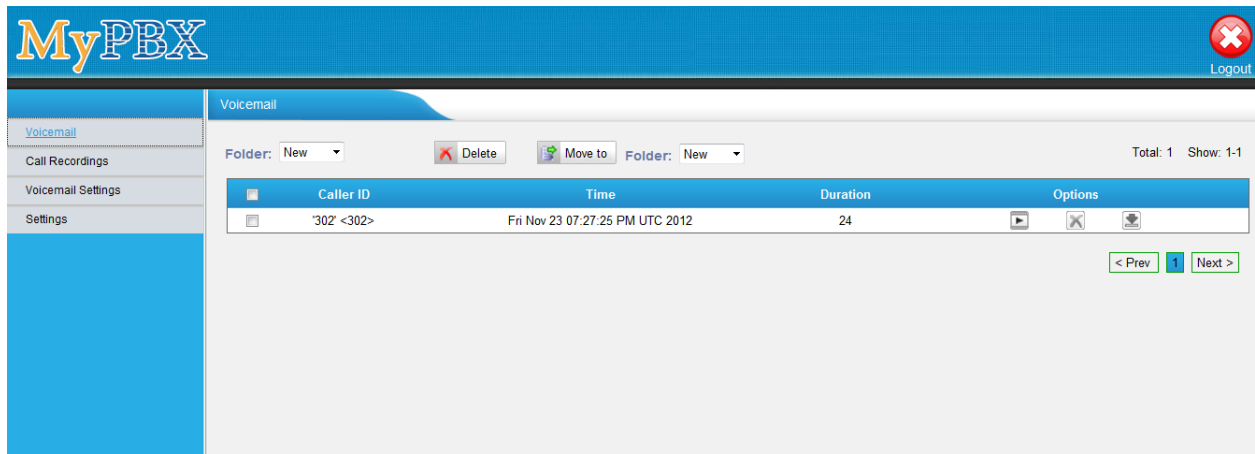 MyPBX
Logout
Voicemail
Voicemail
Call Recordings
Voicemail Settings
Settings
Folder: New Delete Move to Folder: New Total: 1 Show: 1-1
Caller ID Time Duration Options
'302' <302> Fri Nov 23 07:27:25 PM UTC 2012 24
< Prev 1 Next >